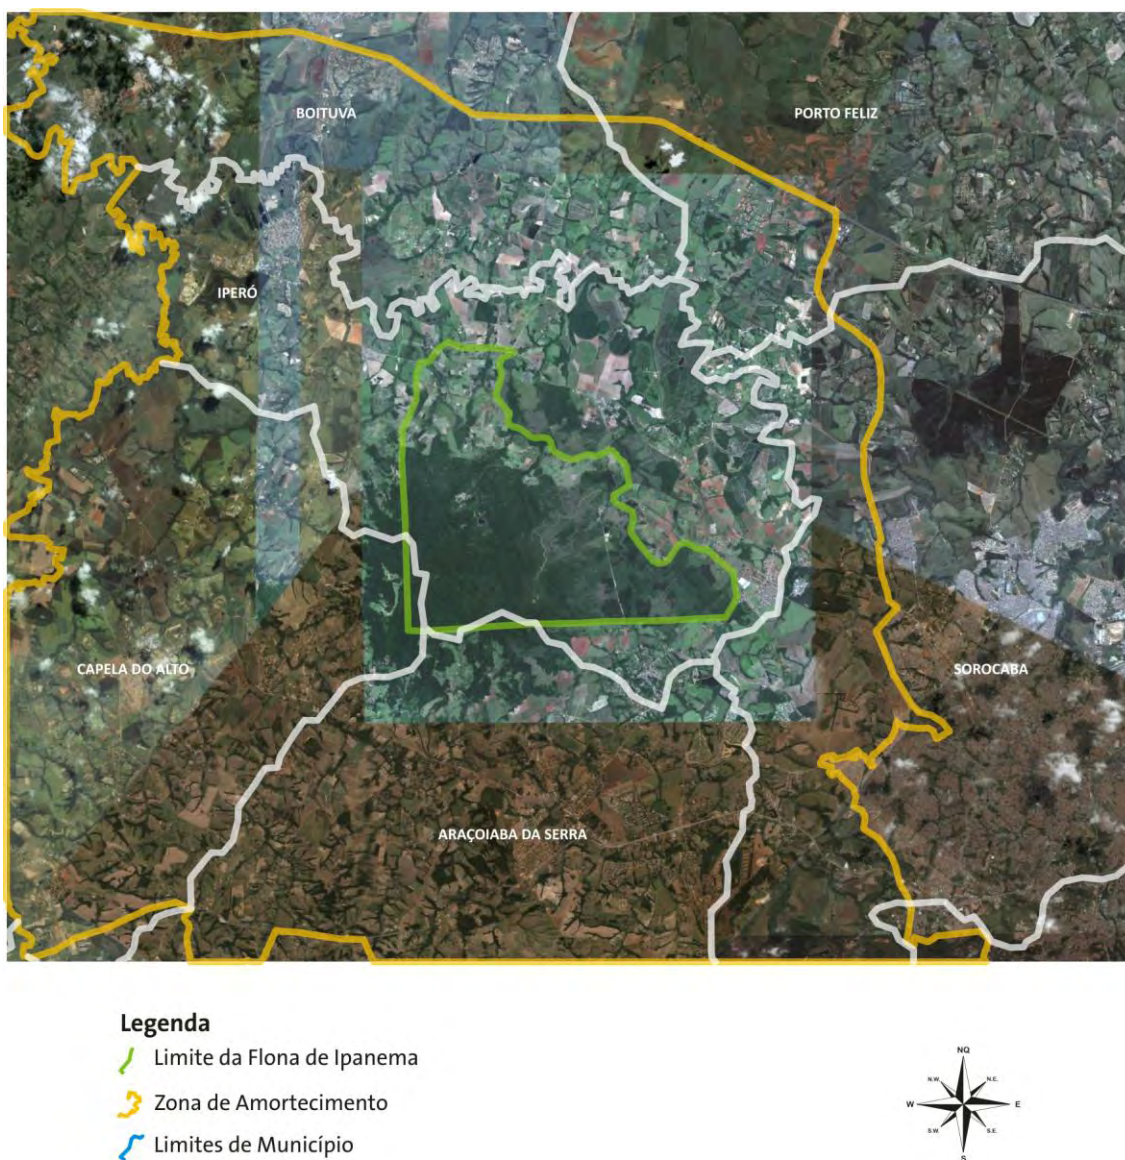 BOITUVA
PORTO FELIZ
IPERÓ
CAPELA DO ALTO
SOROCABA
ARAÇOIABA DA SERRA
Legenda
Limite da Flona de Ipanema
Zona de Amortecimento
Limites de Município
NQ
N.W.
N.E.
W
E
S.W.
S.E.
S